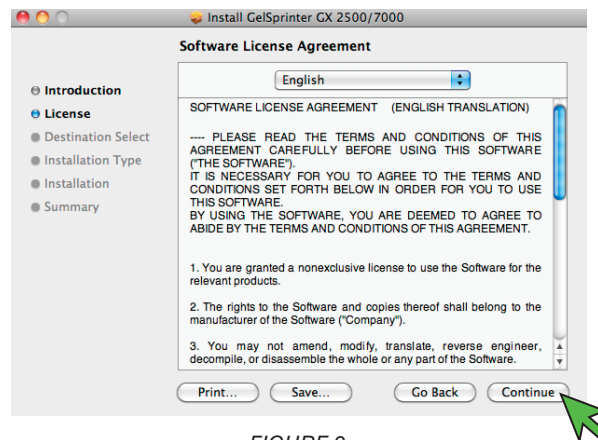 Install GelSprinter GX 2500/7000
Software License Agreement
Introduction
License
Destination Select
Installation Type
Installation
Summary
English
SOFTWARE LICENSE AGREEMENT (ENGLISH TRANSLATION)
---- PLEASE READ THE TERMS AND CONDITIONS OF THIS
AGREEMENT CAREFULLY BEFORE USING THIS SOFTWARE
("THE SOFTWARE").
IT IS NECESSARY FOR YOU TO AGREE TO THE TERMS AND
CONDITIONS SET FORTH BELOW IN ORDER FOR YOU TO USE
THIS SOFTWARE.
BY USING THE SOFTWARE, YOU ARE DEEMED TO AGREE TO
ABIDE BY THE TERMS AND CONDITIONS OF THIS AGREEMENT.
1. You are granted a nonexclusive license to use the Software for the
relevant products.
2. The rights to the Software and copies thereof shall belong to the
manufacturer of the Software ("Company").
3. You may not amend, modify, translate, reverse engineer,
decompile, or disassemble the whole or any part of the Software.
Print... Save... Go Back Continue
FIGURE